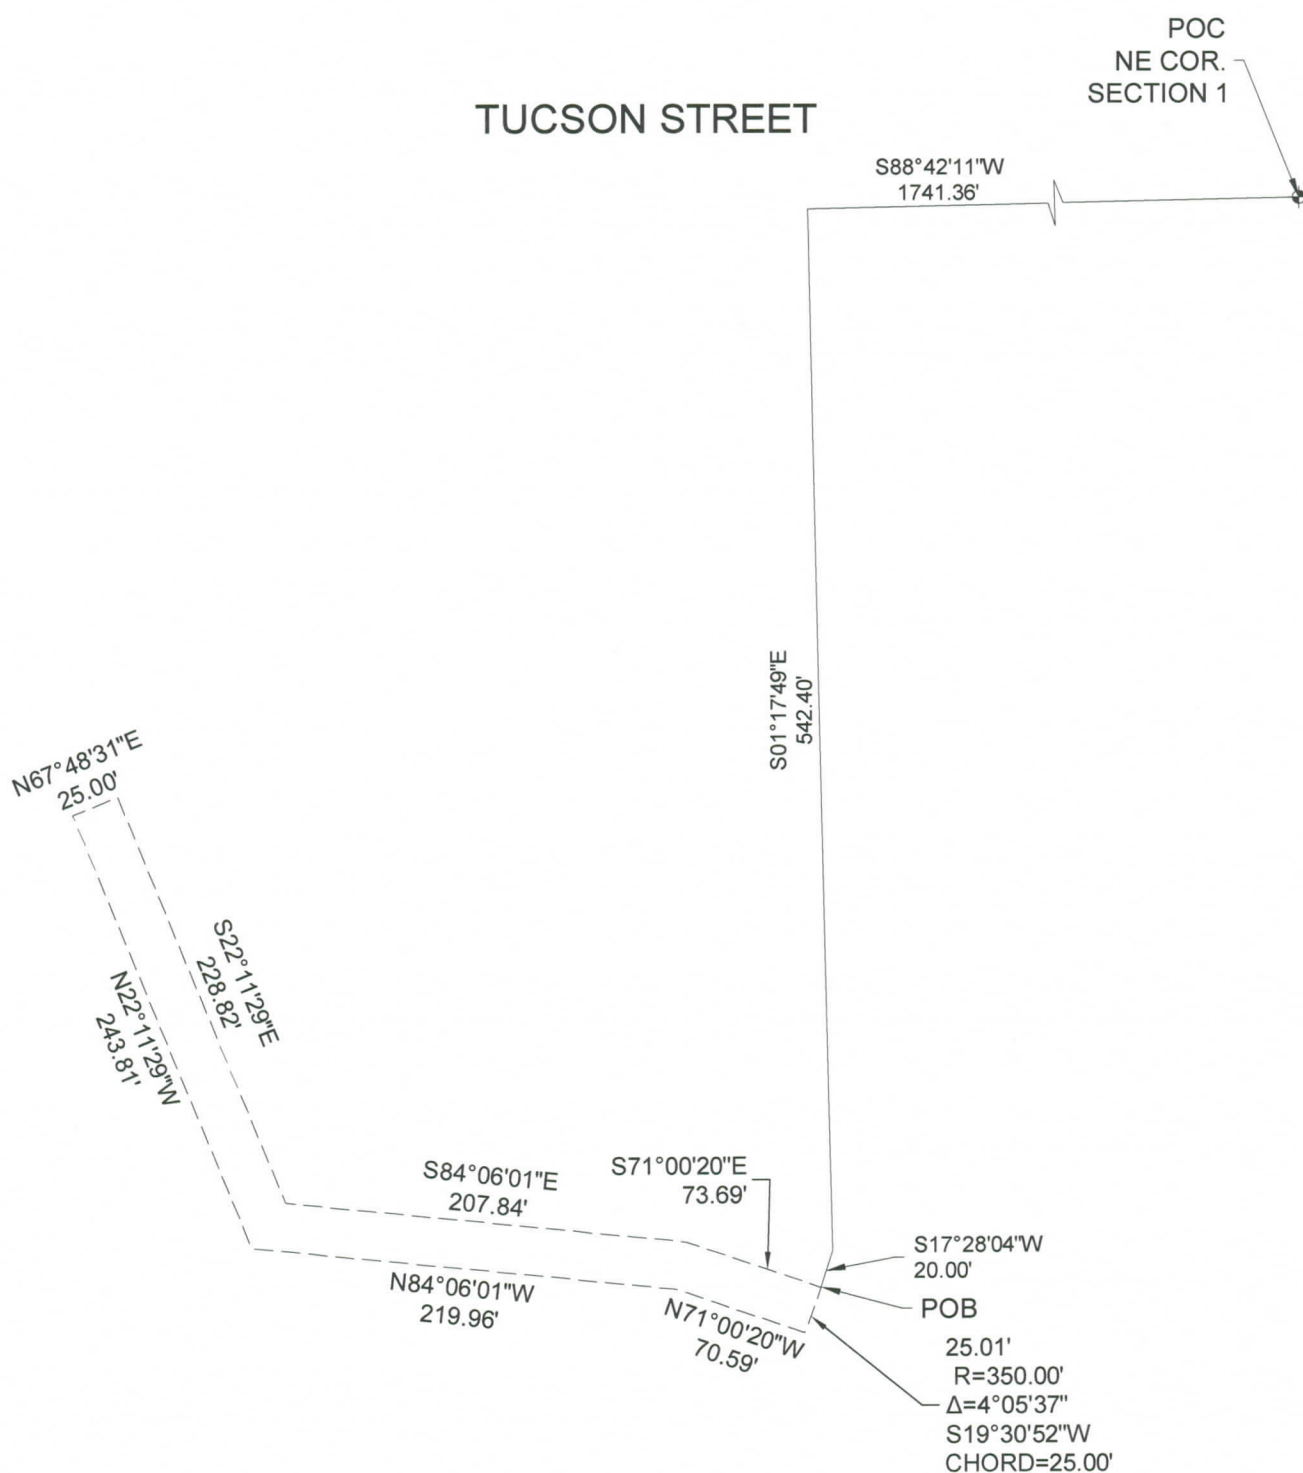 POC
NE COR.
SECTION 1
TUCSON STREET
S88°42'11"W
1741.36'
S01°17'49"E
542.40'
N67°48'31"E
25.00'
S22°11'29"E
228.82'
N22°11'29"W
243.81'
S84°06'01"E
207.84'
S71°00'20"E
73.69'
S17°28'04"W
20.00'
POB
N84°06'01"W
219.96'
N71°00'20"W
70.59'
25.01'
R=350.00'
Δ=4°05'37"
S19°30'52"W
CHORD=25.00'